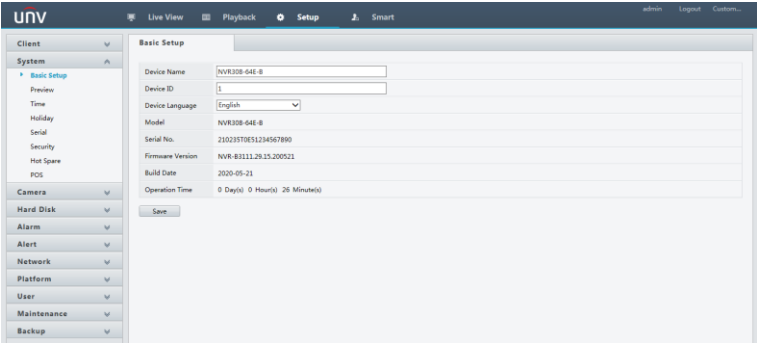 unv Live View Playback Setup Smart admin Logout Custom...
Client
System
Basic Setup
Preview
Time
Holiday
Serial
Security
Hot Spare
POS
Camera
Hard Disk
Alarm
Alert
Network
Platform
User
Maintenance
Backup
Basic Setup
Device Name NVR308-64E-B
Device ID 1
Device Language English
Model NVR308-64E-B
Serial No. 210235T0E51234567890
Firmware Version NVR-B3111.29.15.200521
Build Date 2020-05-21
Operation Time 0 Day(s) 0 Hour(s) 26 Minute(s)
Save